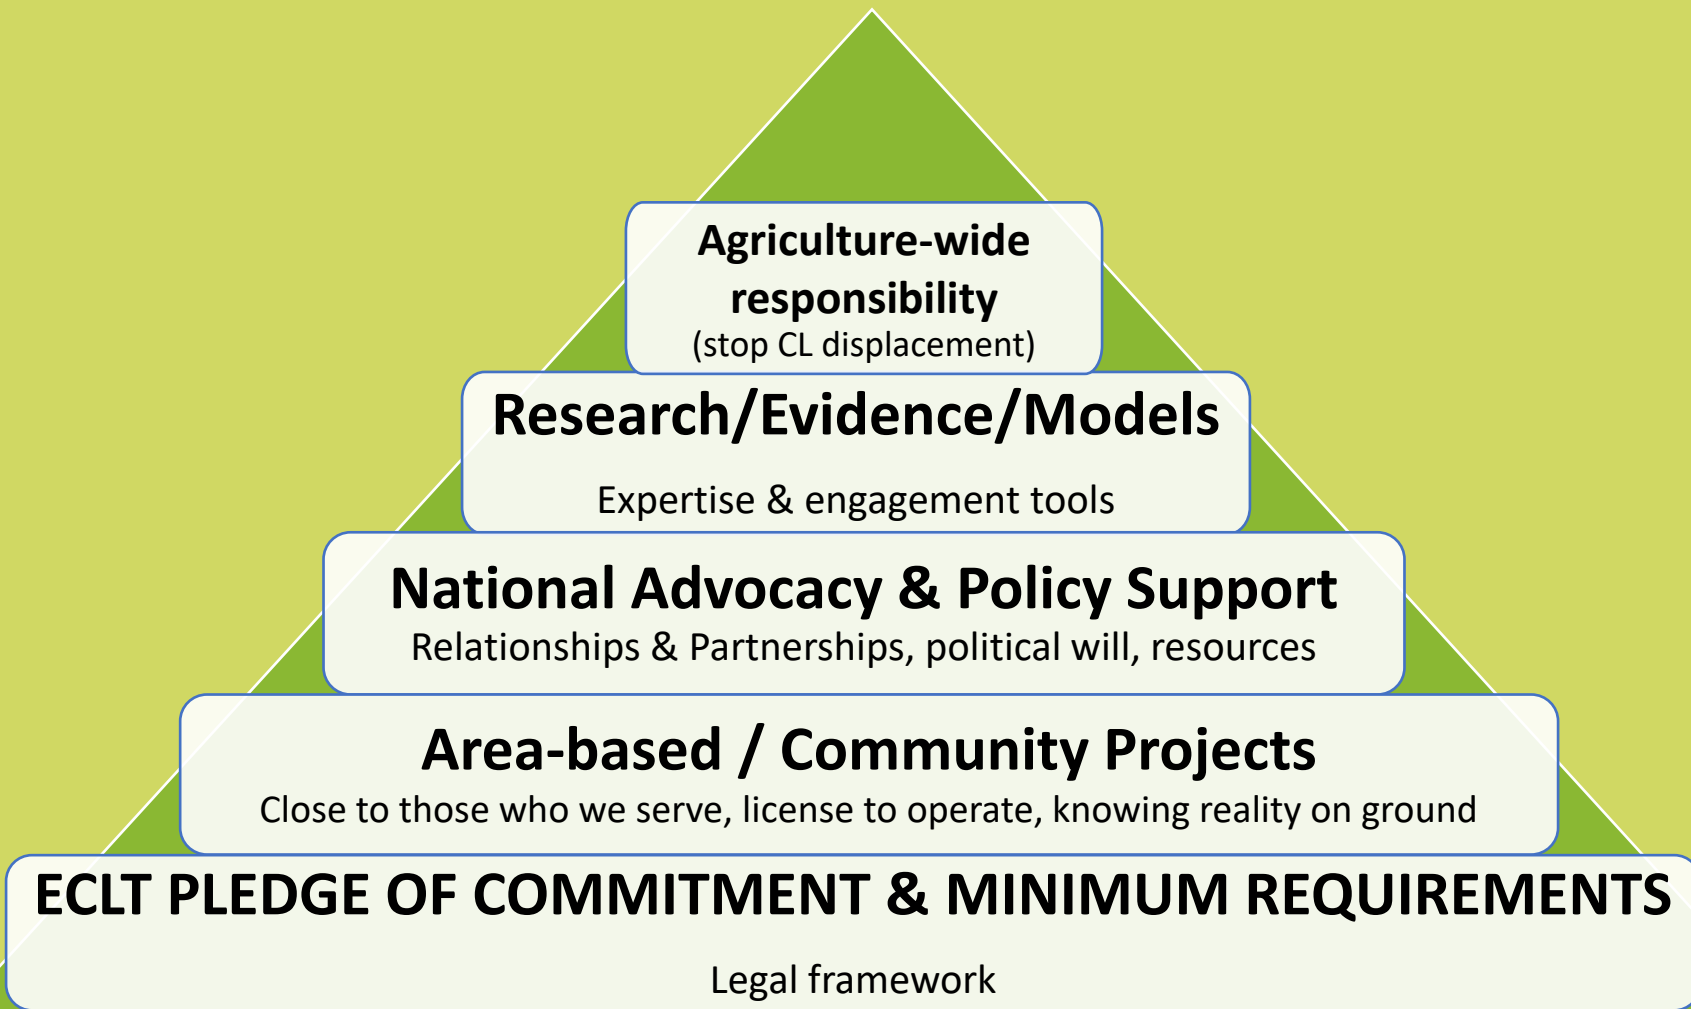 Agriculture-wide
responsibility
(stop CL displacement)
Research/Evidence/Models
Expertise & engagement tools
National Advocacy & Policy Support
Relationships & Partnerships, political will, resources
Area-based / Community Projects
Close to those who we serve, license to operate, knowing reality on ground
ECLT PLEDGE OF COMMITMENT & MINIMUM REQUIREMENTS
Legal framework